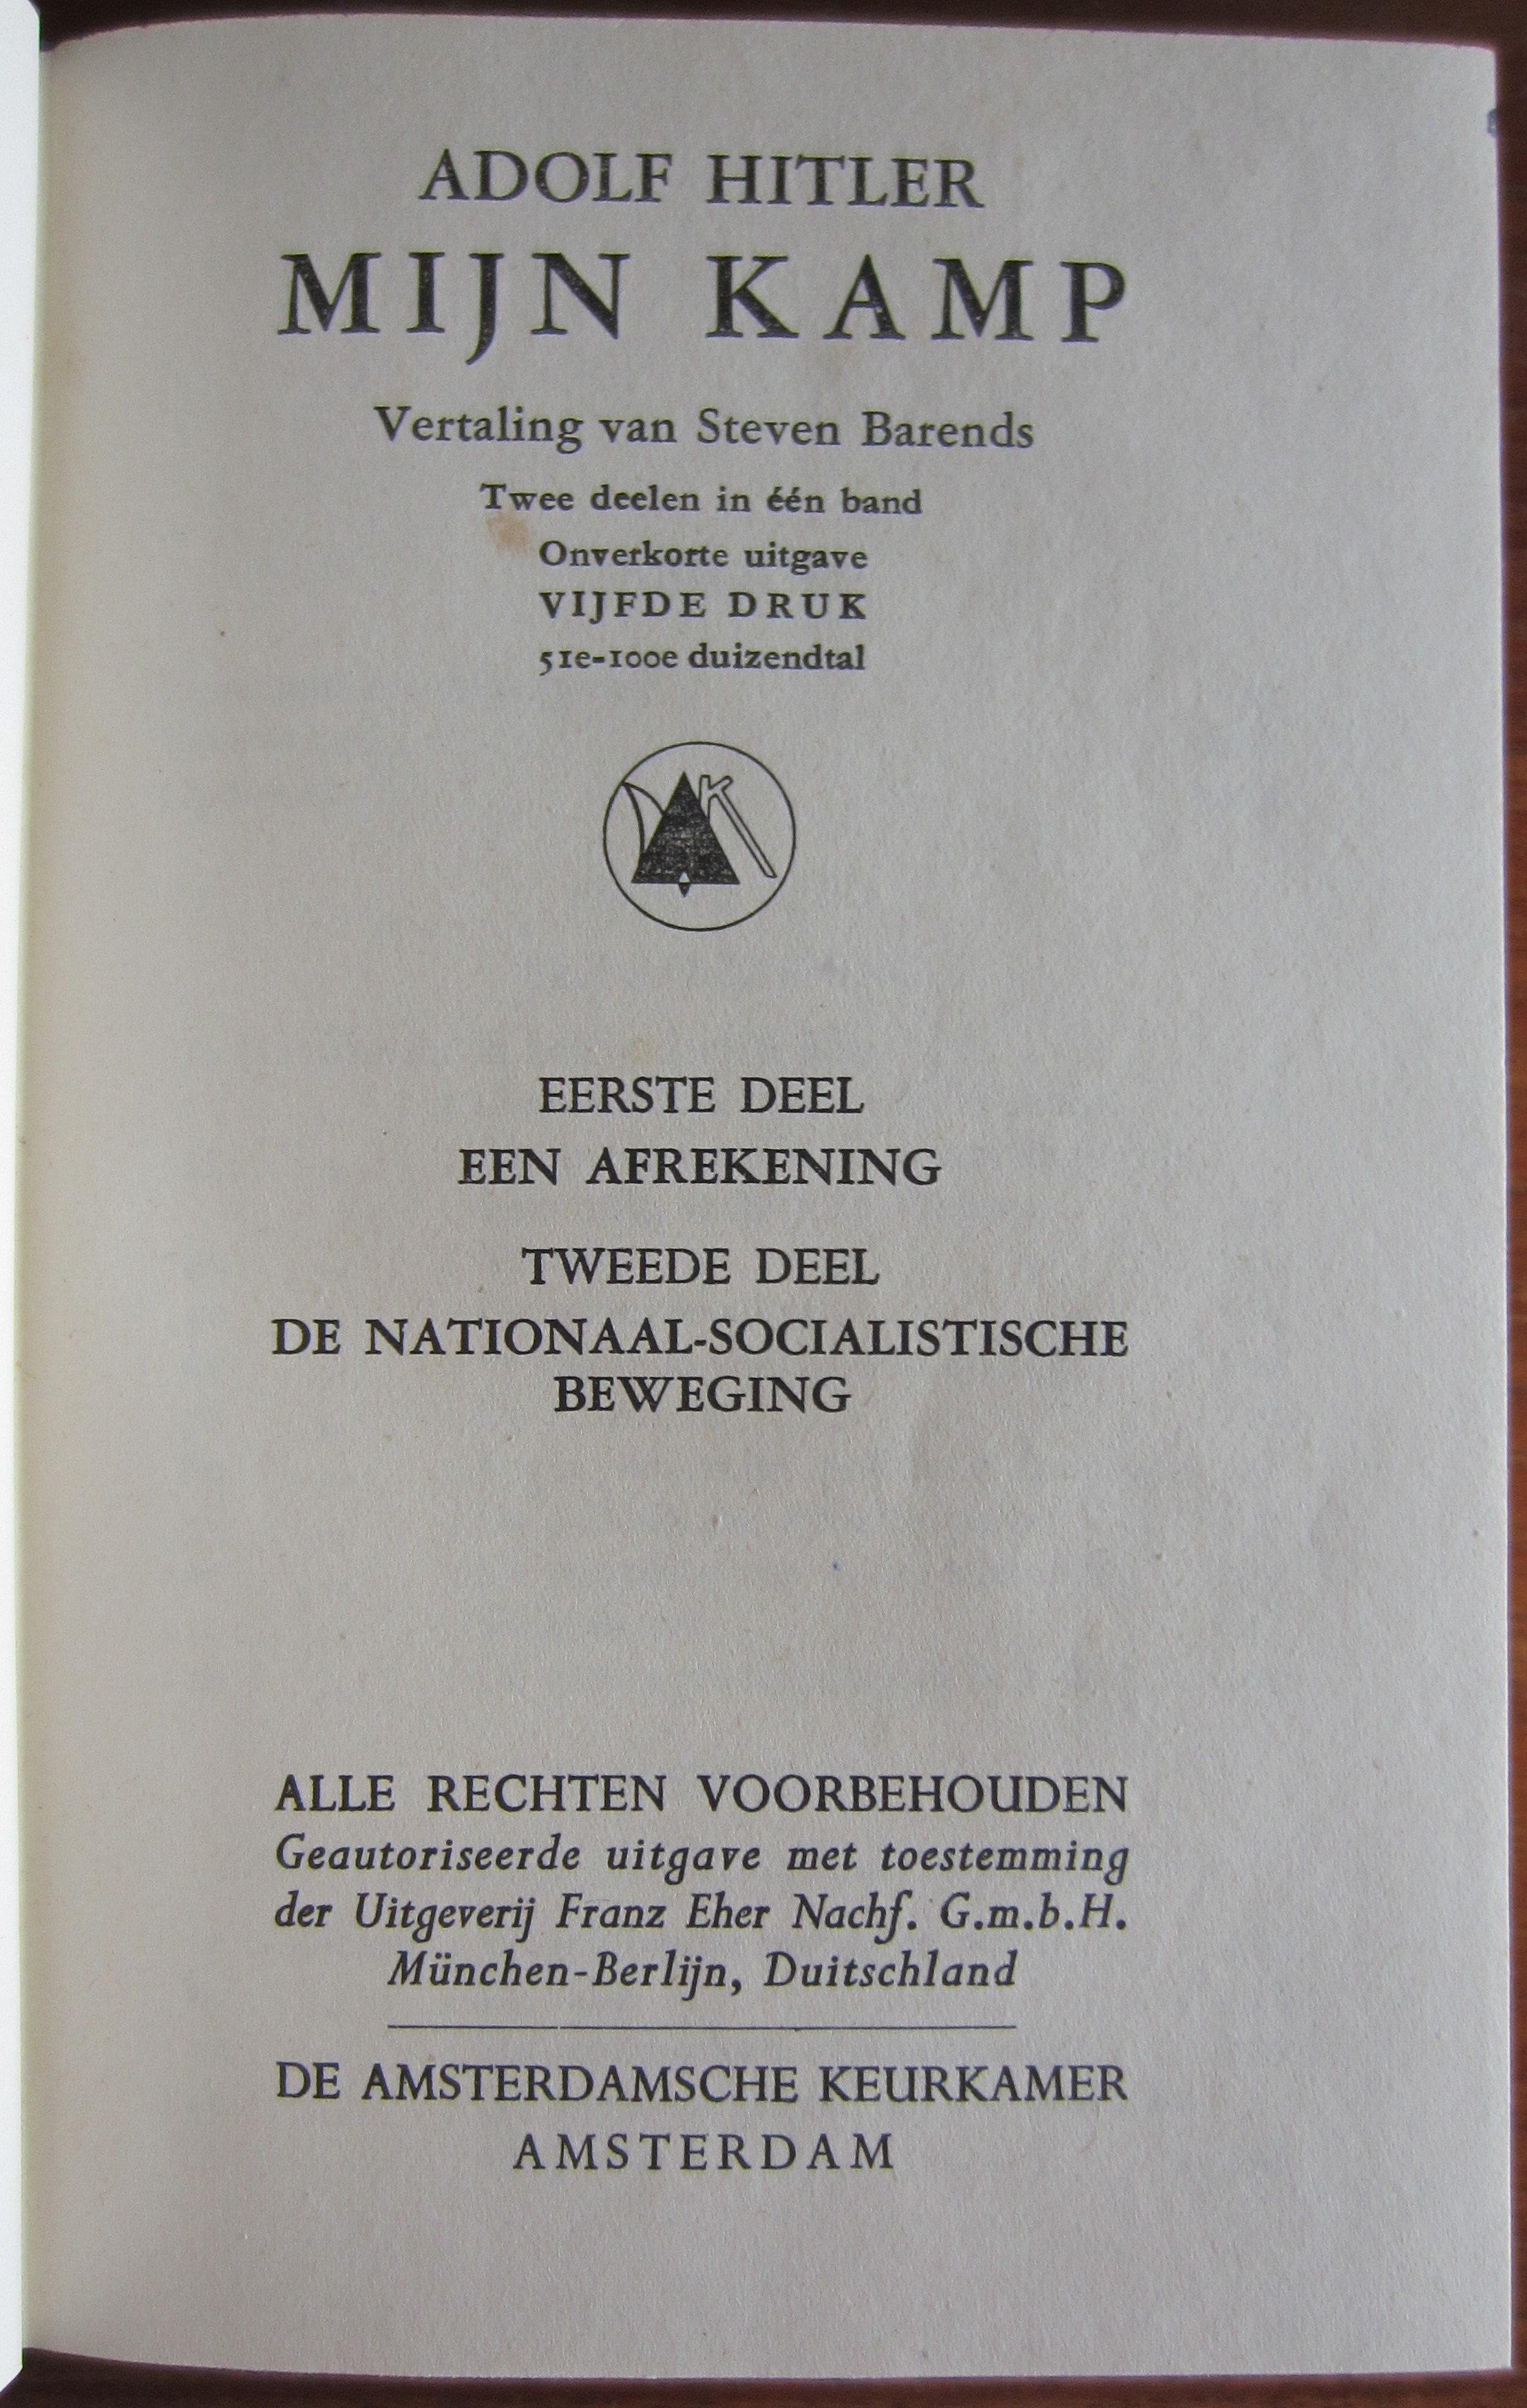 ADOLF HITLER
MIJN KAMP
Vertaling van Steven Barends
Twee deelen in één band
Onverkorte uitgave
VIJFDE DRUK
51e-100e duizendtal
EERSTE DEEL
EEN AFREKENING
TWEEDE DEEL
DE NATIONAAL-SOCIALISTISCHE
BEWEGING
ALLE RECHTEN VOORBEHOUDEN
Geautoriseerde uitgave met toestemming
der Uitgeverij Franz Eher Nachf. G.m.b.H.
München-Berlijn, Duitschland
DE AMSTERDAMSCHE KEURKAMER
AMSTERDAM